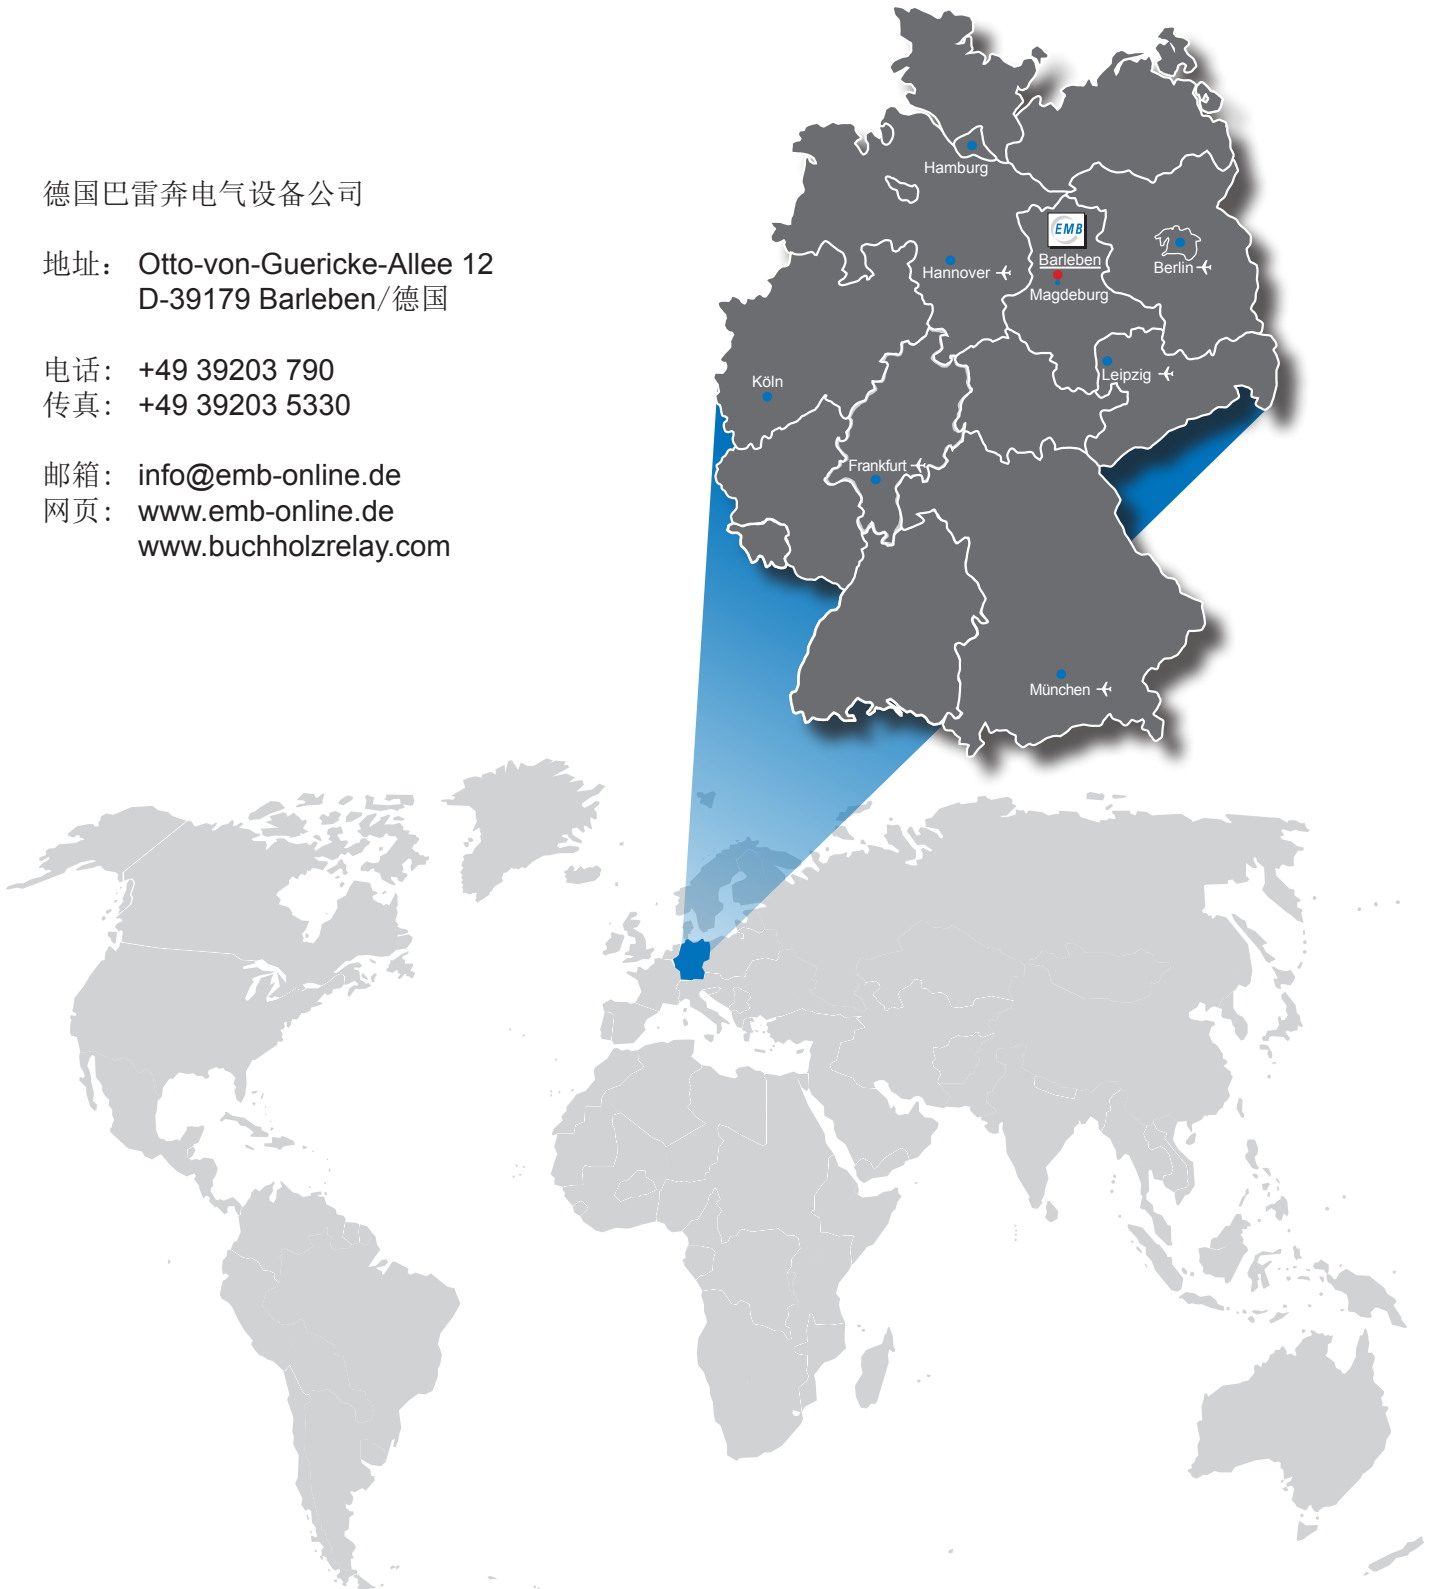 德国巴雷奔电气设备公司
地址： Otto-von-Guericke-Allee 12
D-39179 Barleben/德国
电话： +49 39203 790
传真： +49 39203 5330
邮箱： info@emb-online.de
网页： www.emb-online.de
www.buchholzrelay.com
Hamburg
EMB
Barleben
Berlin
Hannover
Magdeburg
Leipzig
Köln
Frankfurt
München